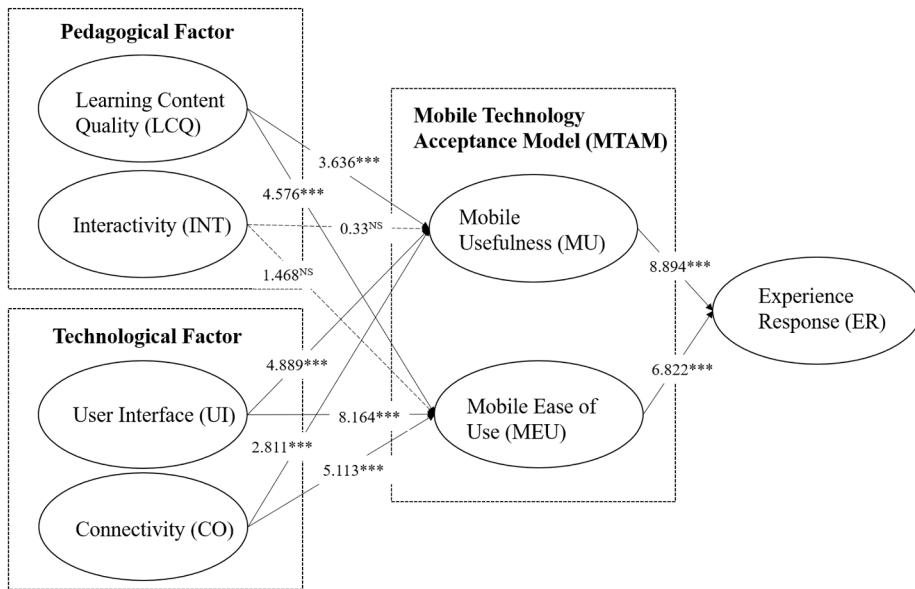 Pedagogical Factor
Learning Content
Quality (LCQ)
Interactivity (INT)
Technological Factor
User Interface (UI)
Connectivity (CO)
3.636***
4.576***
0.33NS
1.468NS
4.889***
8.164***
2.811***
5.113***
Mobile Technology
Acceptance Model (MTAM)
Mobile
Usefulness (MU)
Mobile Ease of
Use (MEU)
8.894***
6.822***
Experience
Response (ER)